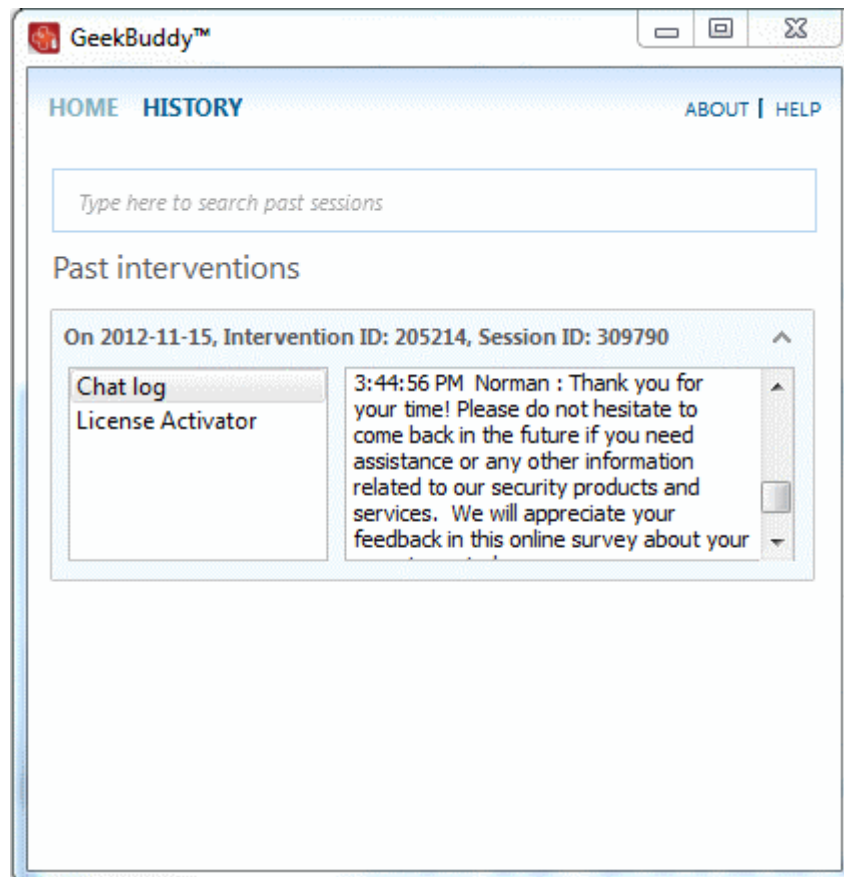 GeekBuddy™
HOME HISTORY ABOUT | HELP
Type here to search past sessions
Past interventions
On 2012-11-15, Intervention ID: 205214, Session ID: 309790
Chat log
License Activator
3:44:56 PM Norman : Thank you for
your time! Please do not hesitate to
come back in the future if you need
assistance or any other information
related to our security products and
services. We will appreciate your
feedback in this online survey about your